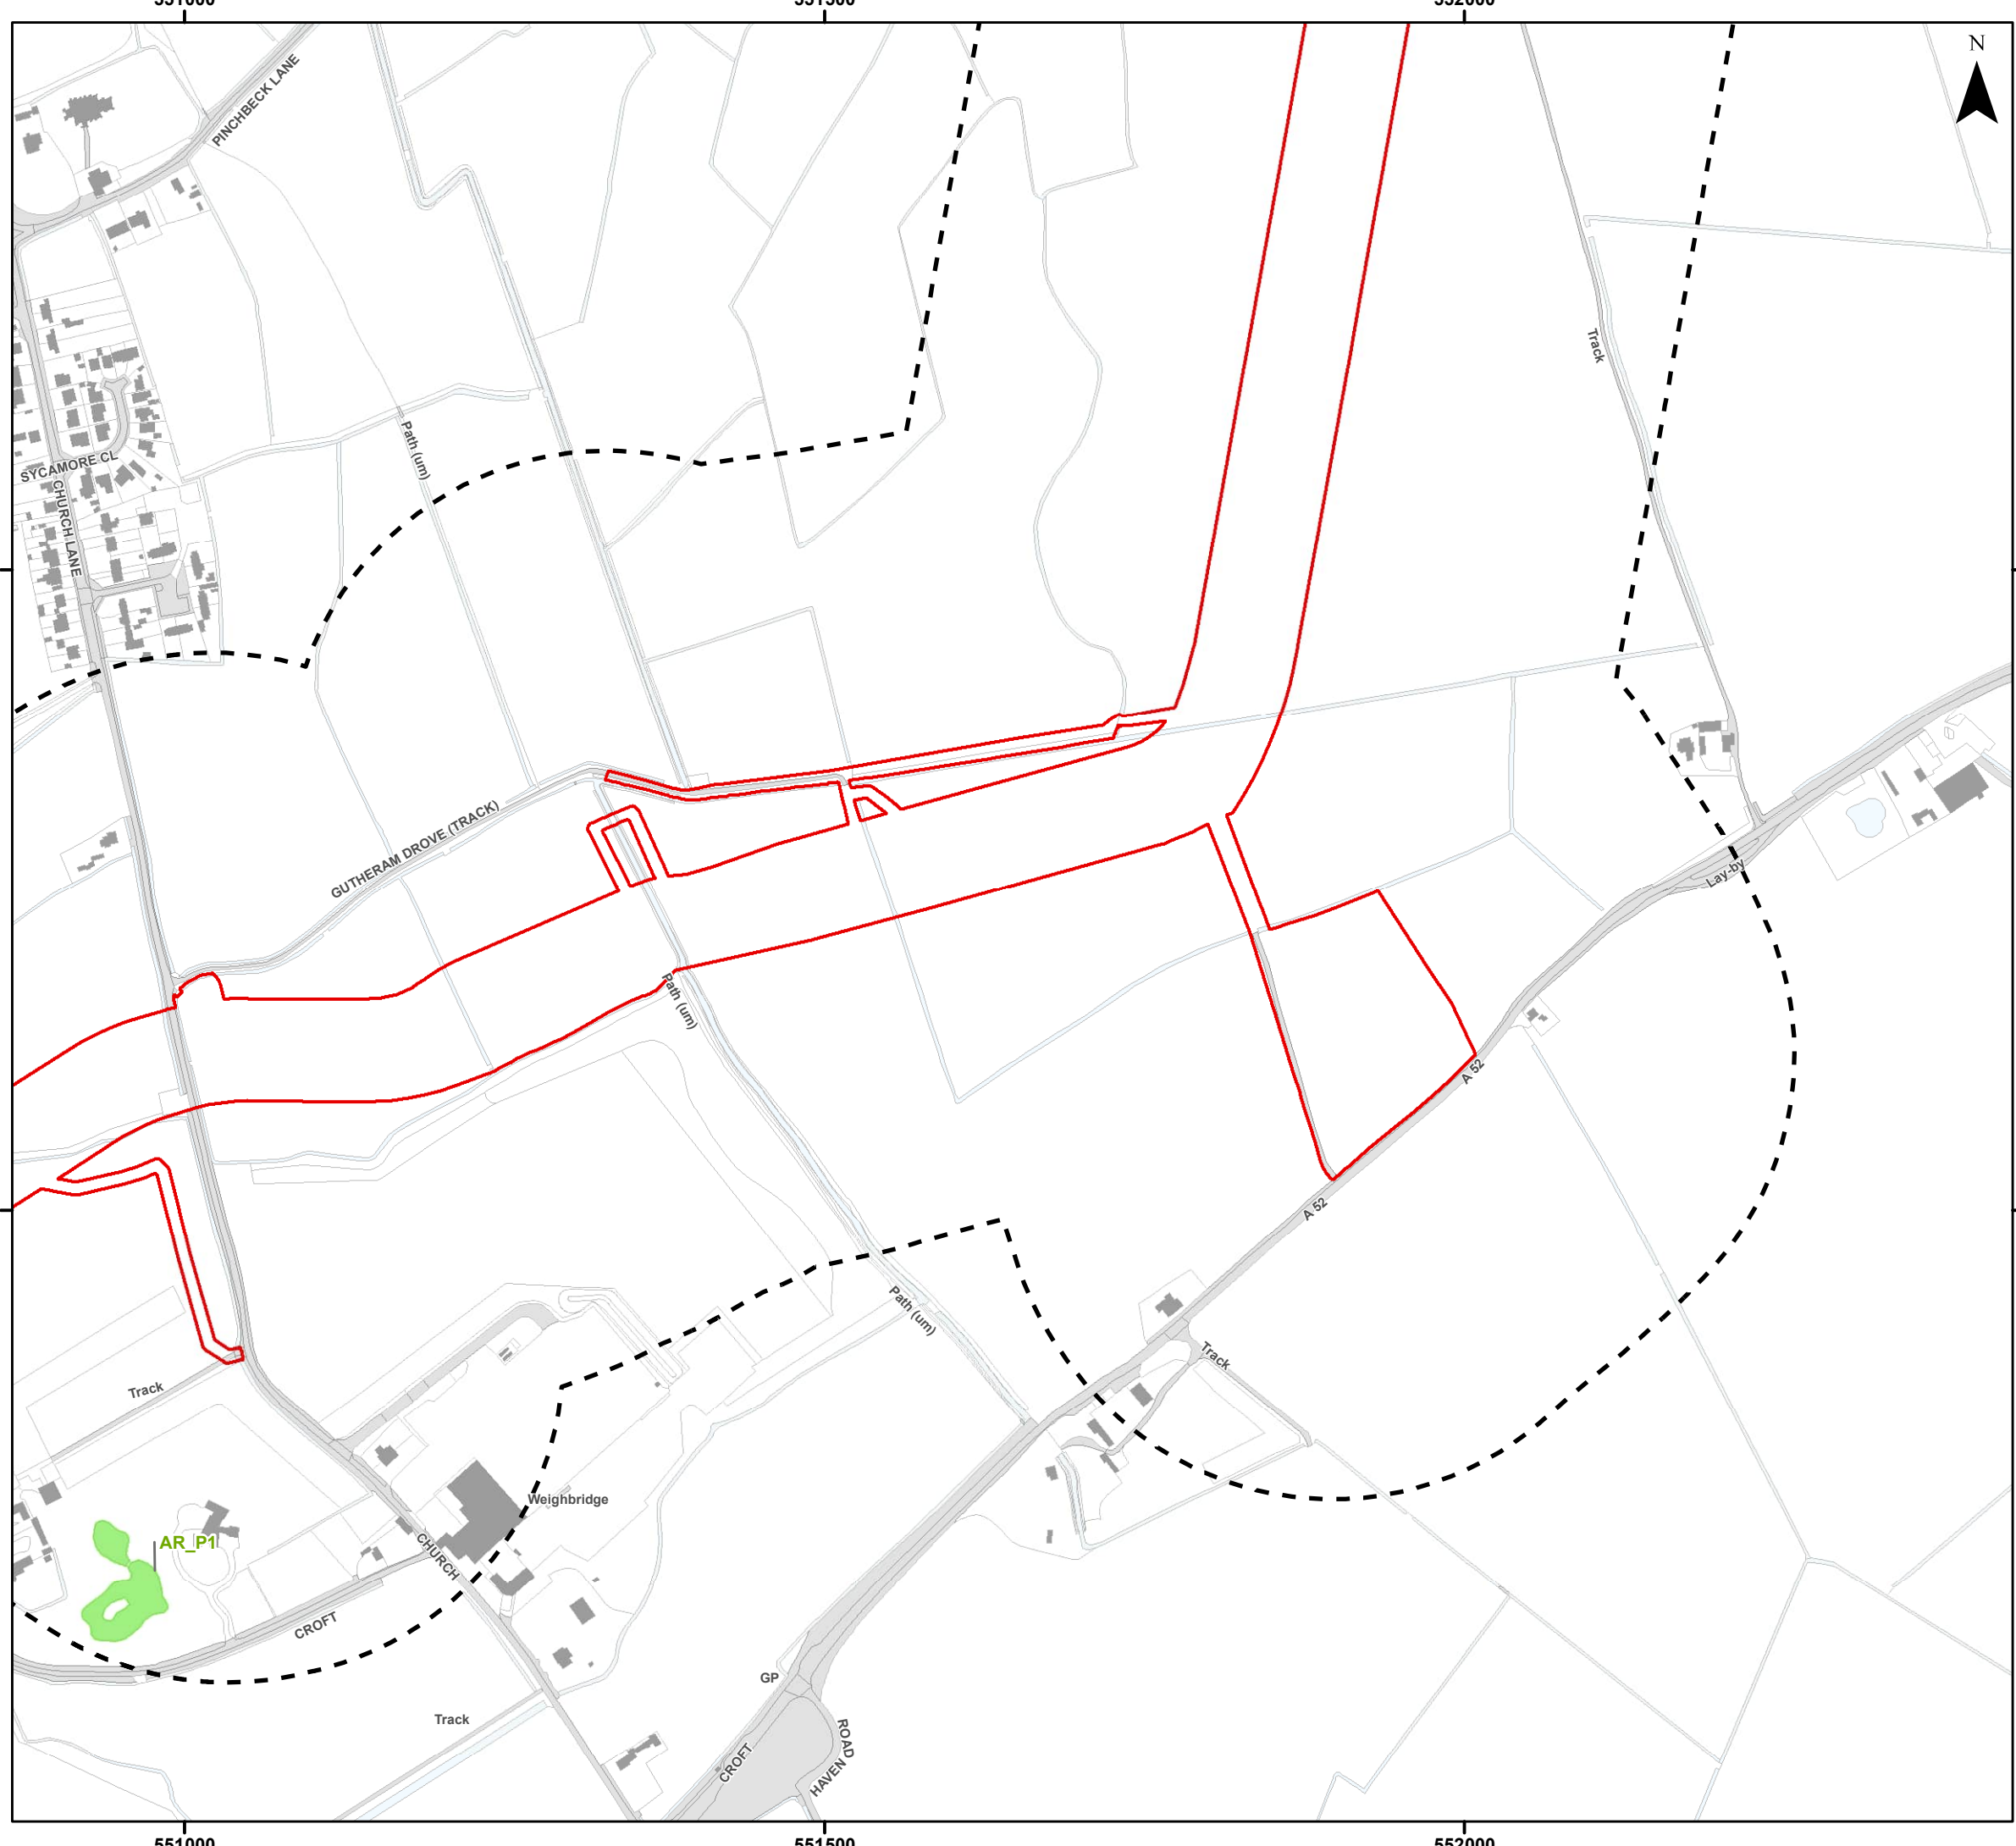 551000
551500
552000
N
PINCHBECK LANE
Track
Path (um)
SYCAMORE CL
CHURCH LANE
GUTHERAM DROVE (TRACK)
Lay-by
Path (um)
A 52
A 52
Path (um)
Track
Track
Weighbridge
AR_P1
CHURCH
CROFT
GP
Track
ROAD
CROFT
HAVEN
551000
551500
552000